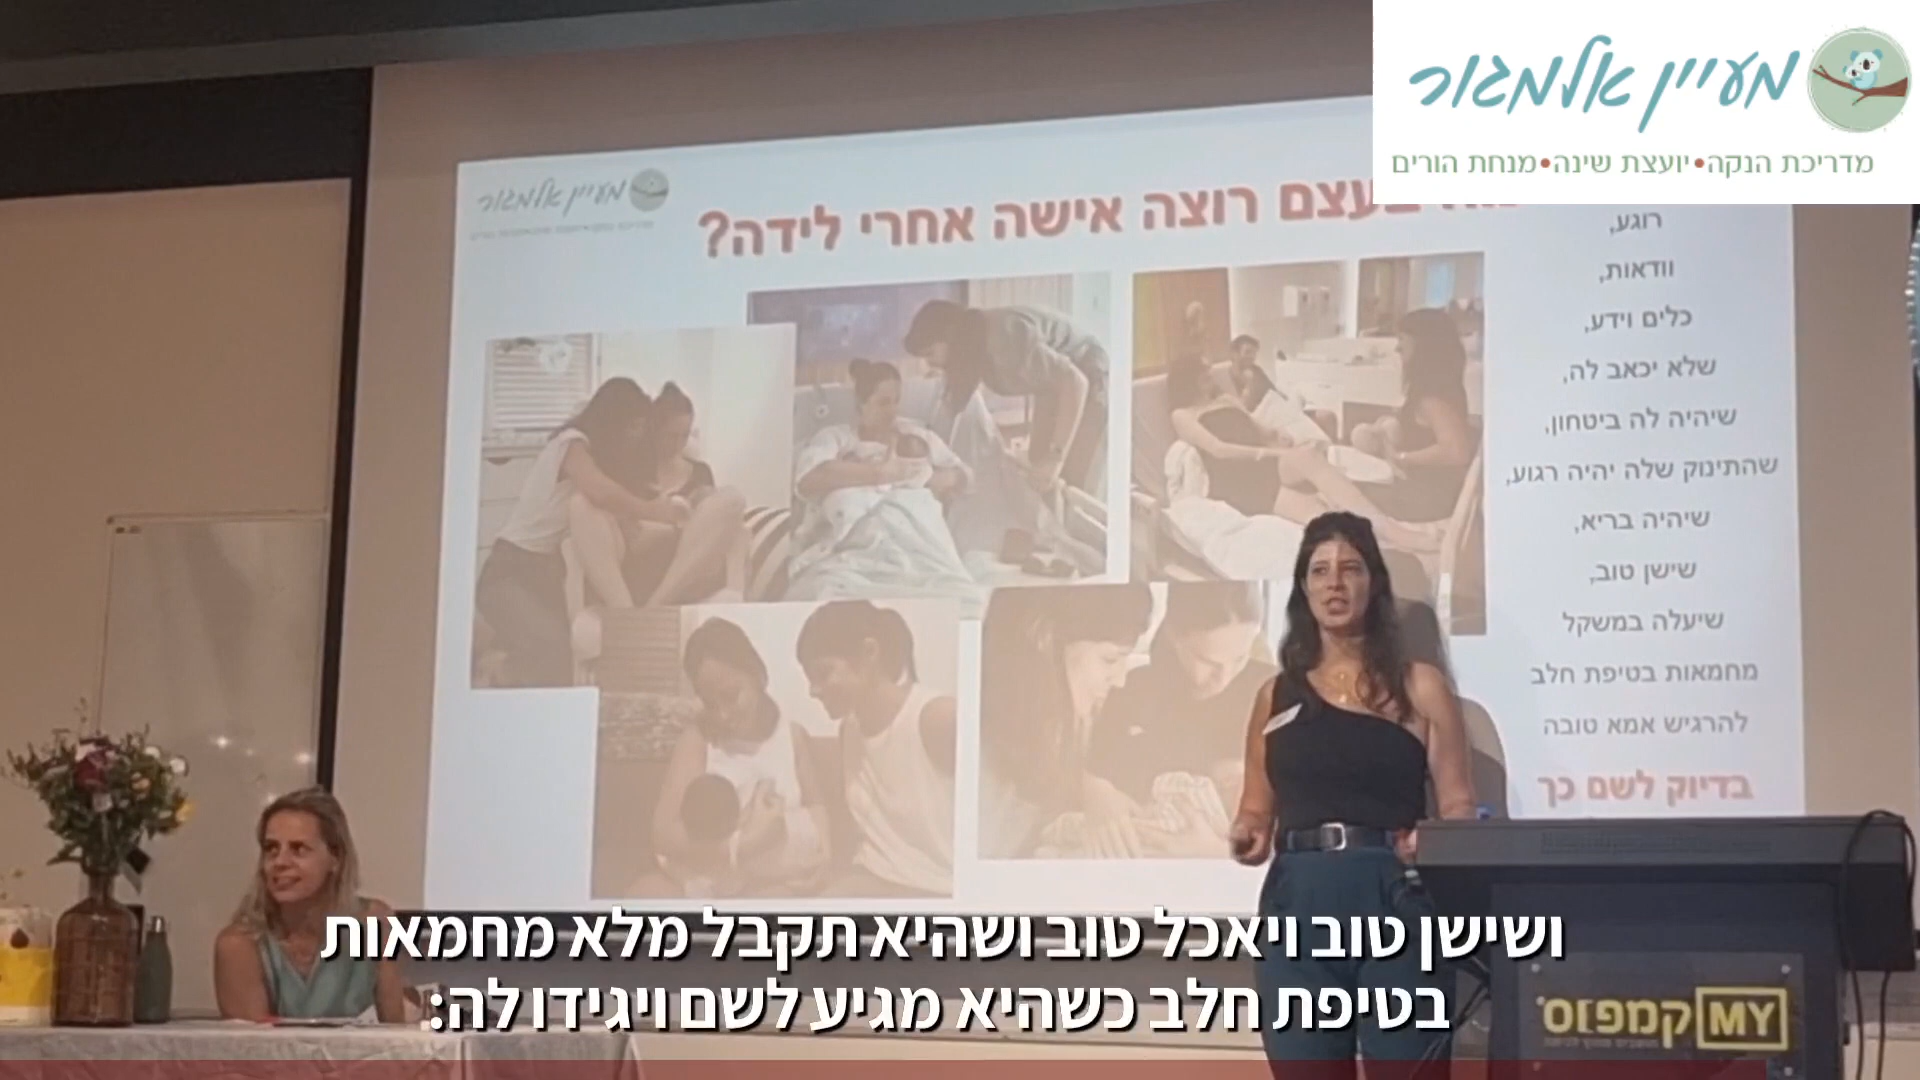 מעיין אלמגור
מדריכת הנקה•יועצת שינה•מנחת הורים
מעיין אלמגור
בעצם רוצה אישה אחרי לידה?
רוגע,
וודאות,
כלים וידע,
שלא יכאב לה,
שיהיה לה ביטחון,
שהתינוק שלה יהיה רגוע,
שיהיה בריא,
שישן טוב,
שיעלה במשקל
מחמאות בטיפת חלב
להרגיש אמא טובה
בדיוק לשם כך
ושישן טוב ויאכל טוב ושהיא תקבל מלא מחמאות
בטיפת חלב כשהיא מגיע לשם ויגידו לה:
MY קמפוס